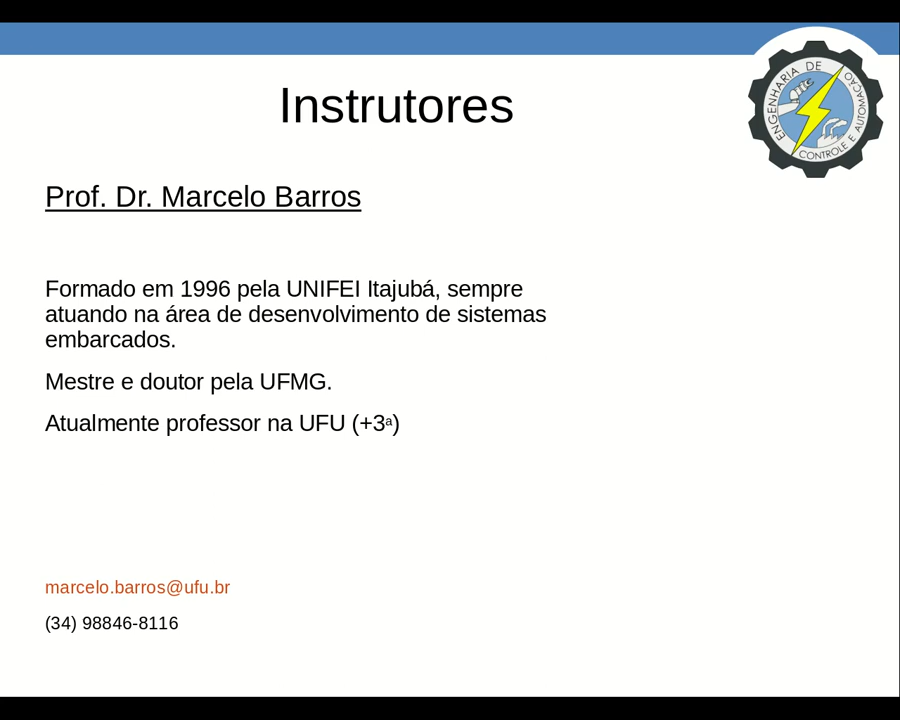 Instrutores
ENGENHARIA DE
CONTROLE E AUTOMAÇÃO
Prof. Dr. Marcelo Barros
Formado em 1996 pela UNIFEI Itajubá, sempre
atuando na área de desenvolvimento de sistemas
embarcados.
Mestre e doutor pela UFMG.
Atualmente professor na UFU (+3ª)
marcelo.barros@ufu.br
(34) 98846-8116